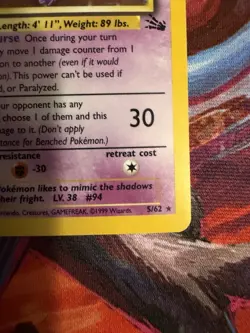 Length: 4' 11", Weight: 89 lbs.
urse Once during your turn
y move 1 damage counter from 1
on to another (even if it would
on). This power can't be used if
d, or Paralyzed.
ur opponent has any
choose 1 of them and this
age to it. (Don't apply
ance for Benched Pokémon.)
30
resistance
retreat cost
-30
Pokémon likes to mimic the shadows
heir fright. LV. 38 #94
intendo, Creatures, GAMEFREAK. ©1999 Wizards.
5/62